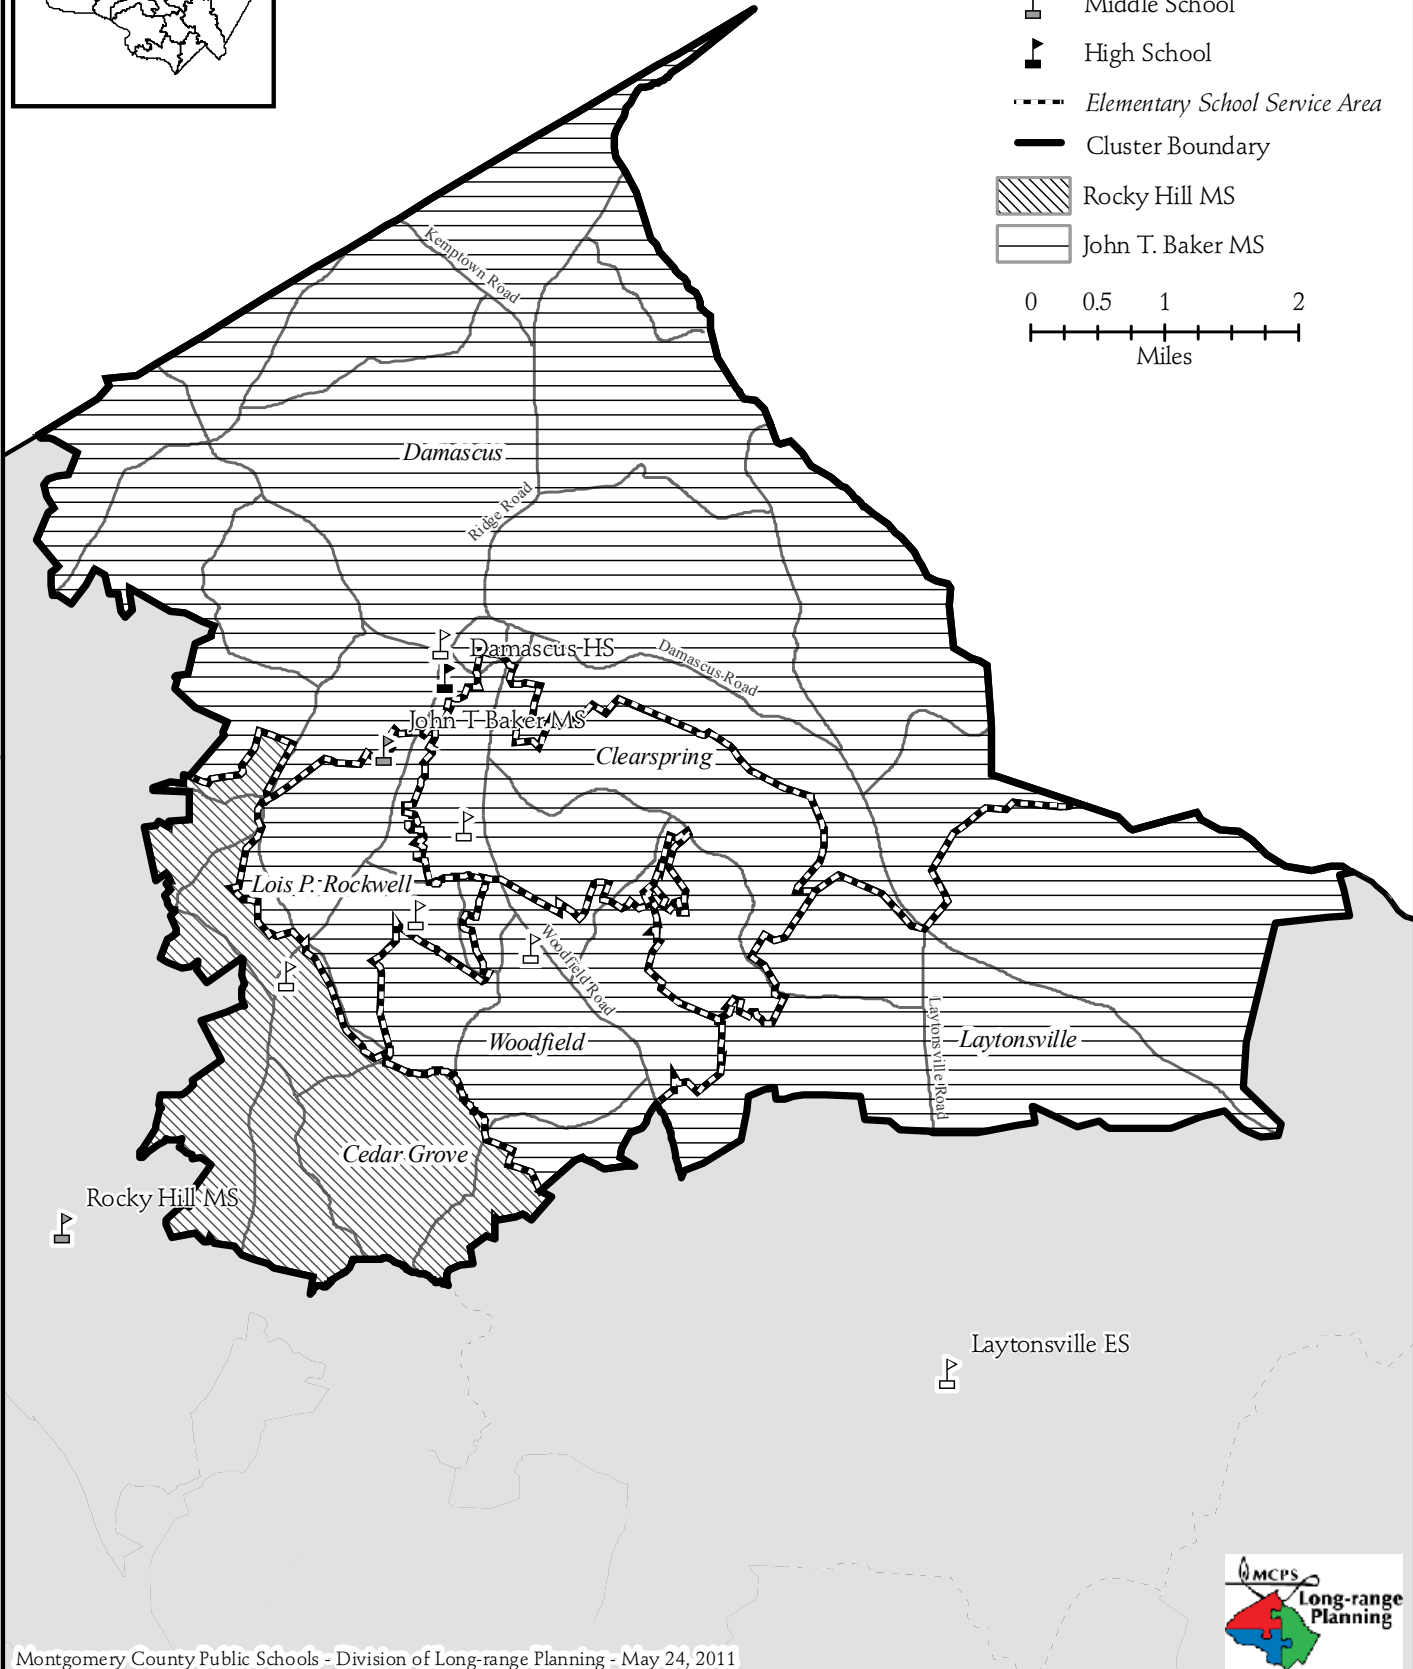 Middle School
High School
Elementary School Service Area
Cluster Boundary
Rocky Hill MS
John T. Baker MS
0 0.5 1 2
Miles
Kemptown Road
Damascus
Ridge Road
Damascus HS
Damascus Road
John T Baker MS
Clearspring
Lois P. Rockwell
Woodfield Road
Woodfield
Laytonsville Road
Laytonsville
Cedar Grove
Rocky Hill MS
Laytonsville ES
MCPS
Long-range
Planning
Montgomery County Public Schools - Division of Long-range Planning - May 24, 2011